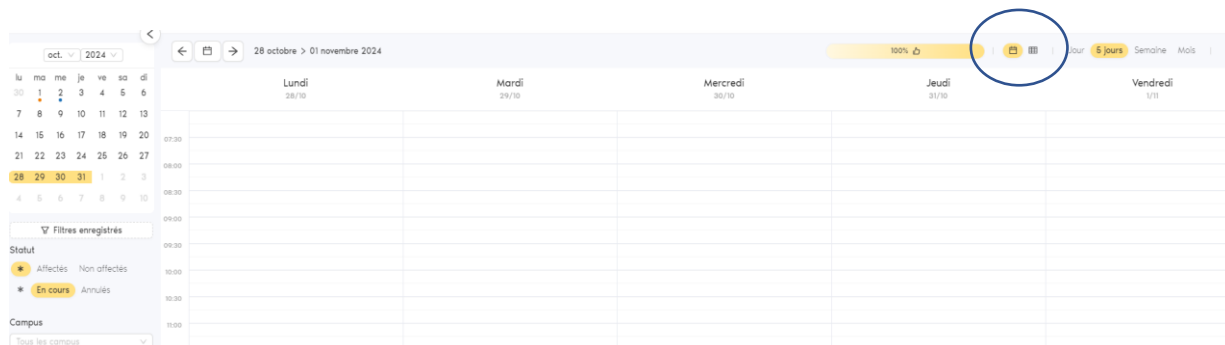 oct. 2024
lu ma me je ve sa di
30 1 2 3 4 5 6
7 8 9 10 11 12 13
14 15 16 17 18 19 20
21 22 23 24 25 26 27
28 29 30 31 1 2 3
4 5 6 7 8 9 10
Filtres enregistrés
Statut
* Affectés Non affectés
* En cours Annulés
Campus
Tous les campus
28 octobre > 01 novembre 2024
100%
Jour 5 jours Semaine Mois
Lundi Mardi Mercredi Jeudi Vendredi
28/10 29/10 30/10 31/10 1/11
07:30
08:00
08:30
09:00
09:30
10:00
10:30
11:00